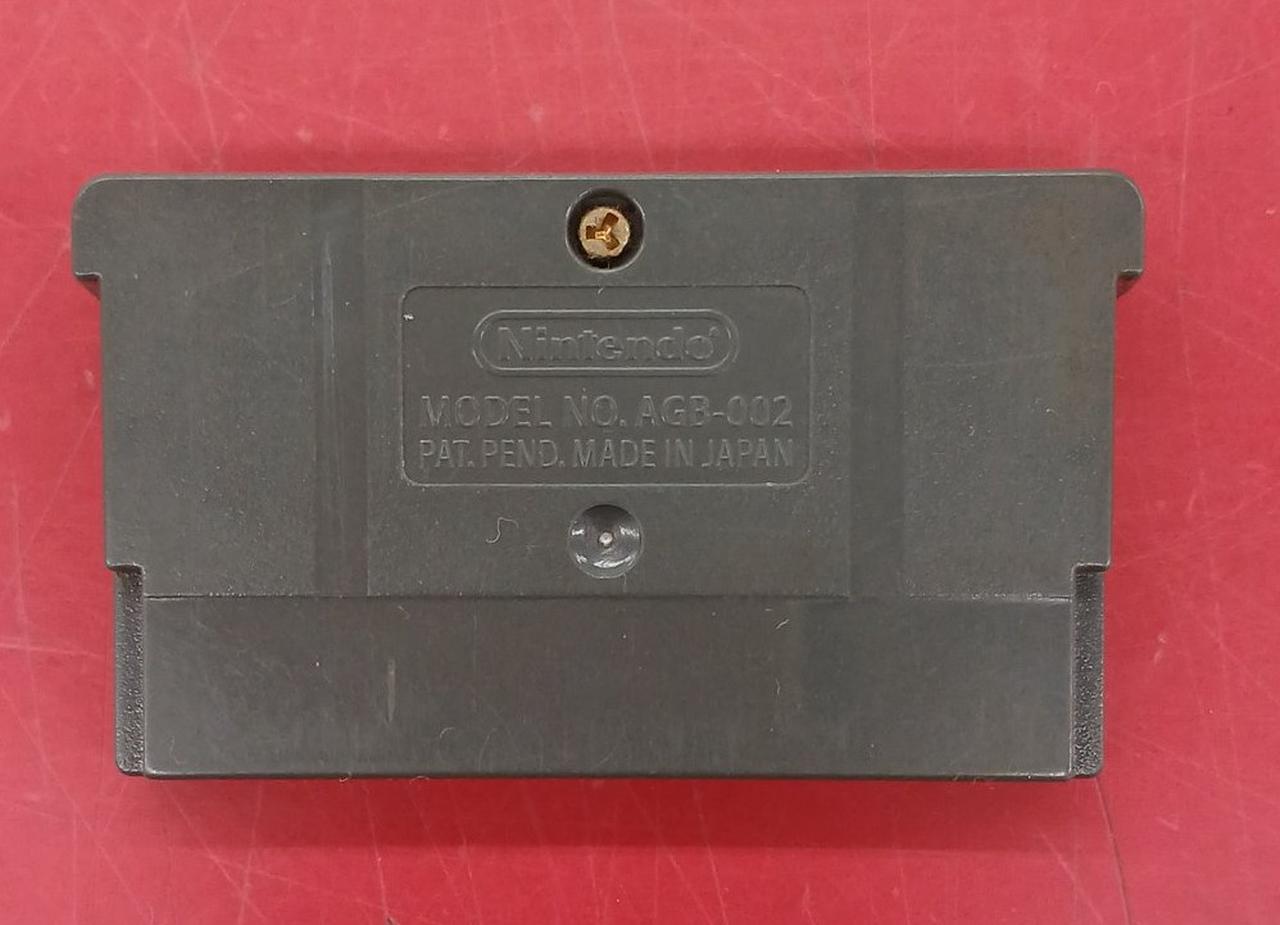 Nintendo®
MODEL NO. AGB-002
PAT. PEND. MADE IN JAPAN